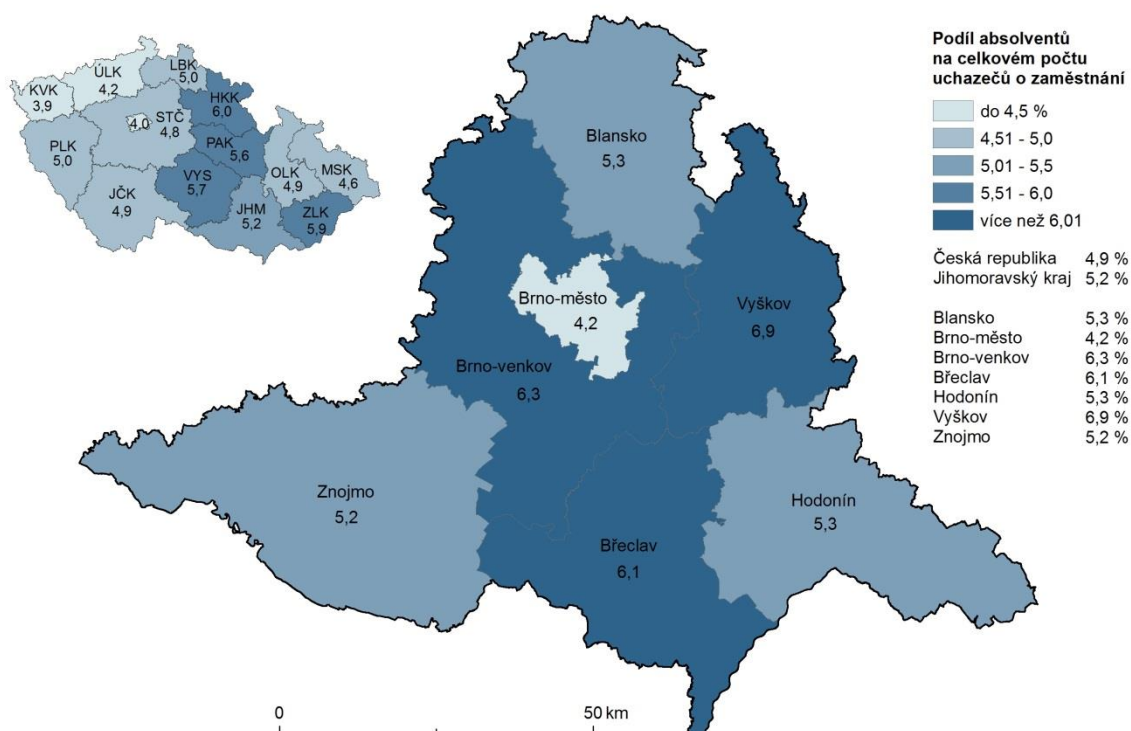 KVK
3,9
ÚLK
4,2
LBK
5,0
HKK
6,0
4,0
STČ
4,8
PLK
5,0
PAK
5,6
JČK
4,9
VYS
5,7
OLK
4,9
MSK
4,6
JHM
5,2
ZLK
5,9
Blansko
5,3
Brno-město
4,2
Vyškov
6,9
Brno-venkov
6,3
Znojmo
5,2
Hodonín
5,3
Břeclav
6,1
0
50 km
Podíl absolventů
na celkovém počtu
uchazečů o zaměstnání
do 4,5 %
4,51 - 5,0
5,01 - 5,5
5,51 - 6,0
více než 6,01
Česká republika 4,9 %
Jihomoravský kraj 5,2 %
Blansko 5,3 %
Brno-město 4,2 %
Brno-venkov 6,3 %
Břeclav 6,1 %
Hodonín 5,3 %
Vyškov 6,9 %
Znojmo 5,2 %